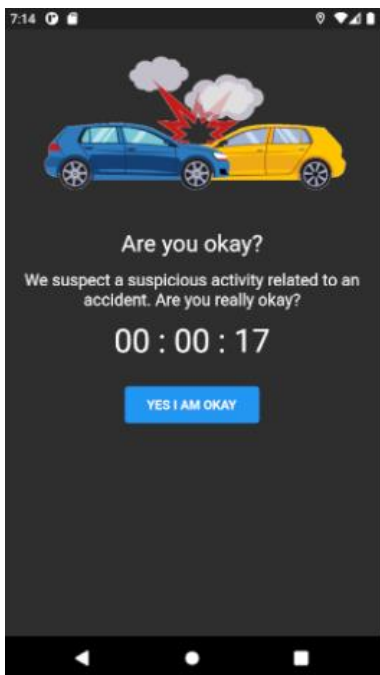 7:14
Are you okay?
We suspect a suspicious activity related to an
accident. Are you really okay?
00 : 00 : 17
YES I AM OKAY